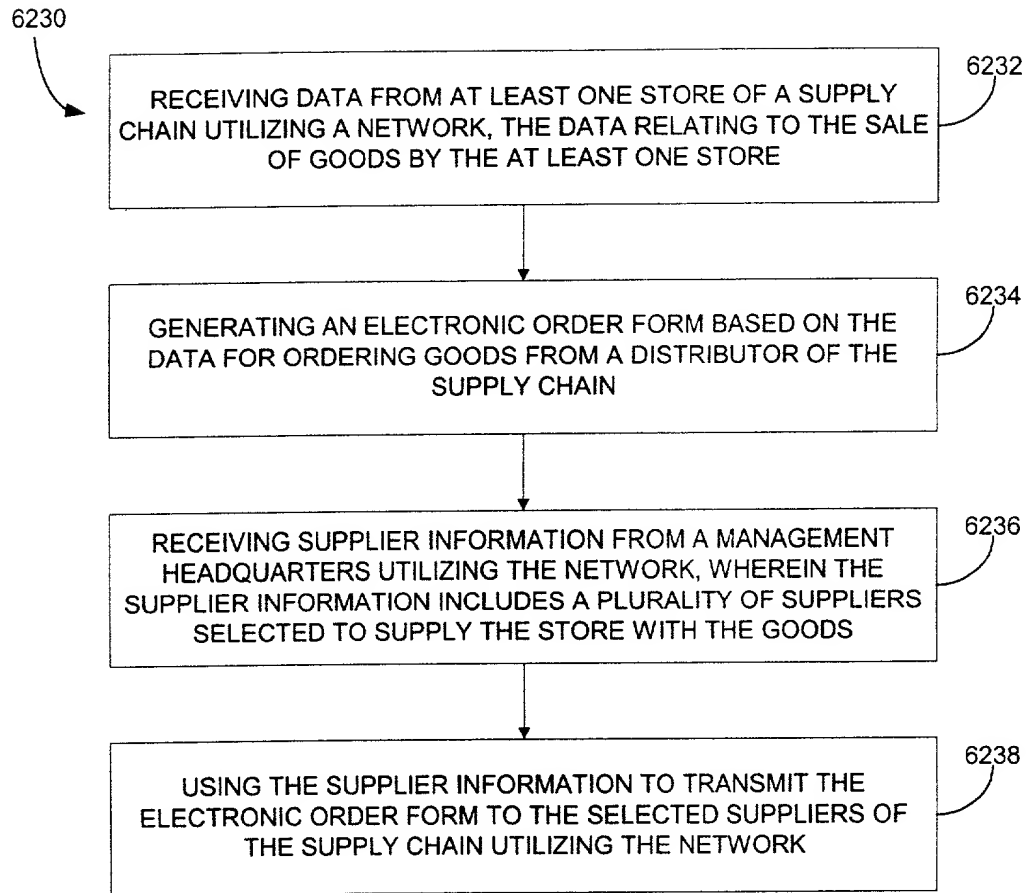 6230
6232
RECEIVING DATA FROM AT LEAST ONE STORE OF A SUPPLY
CHAIN UTILIZING A NETWORK, THE DATA RELATING TO THE SALE
OF GOODS BY THE AT LEAST ONE STORE
6234
GENERATING AN ELECTRONIC ORDER FORM BASED ON THE
DATA FOR ORDERING GOODS FROM A DISTRIBUTOR OF THE
SUPPLY CHAIN
6236
RECEIVING SUPPLIER INFORMATION FROM A MANAGEMENT
HEADQUARTERS UTILIZING THE NETWORK, WHEREIN THE
SUPPLIER INFORMATION INCLUDES A PLURALITY OF SUPPLIERS
SELECTED TO SUPPLY THE STORE WITH THE GOODS
6238
USING THE SUPPLIER INFORMATION TO TRANSMIT THE
ELECTRONIC ORDER FORM TO THE SELECTED SUPPLIERS OF
THE SUPPLY CHAIN UTILIZING THE NETWORK